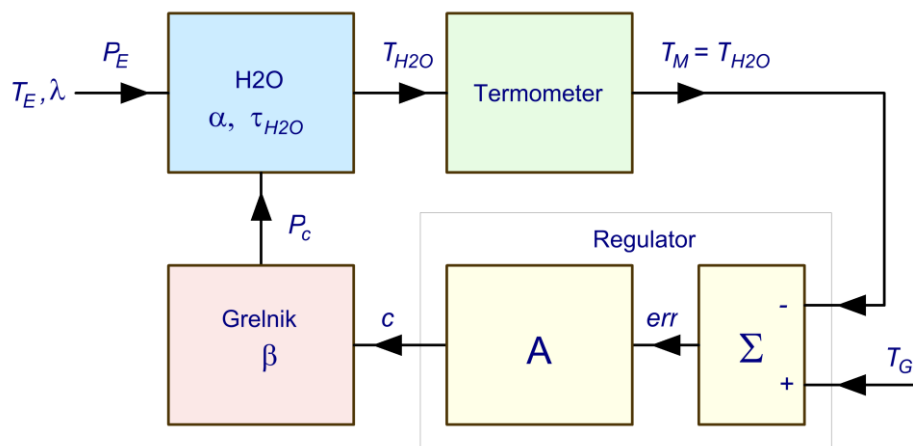 P_E
T_E, λ
H2O
α, τ_H2O
T_H2O
Termometer
T_M = T_H2O
P_c
Regulator
Grelnik
β
c
A
err
Σ
-
+
T_G